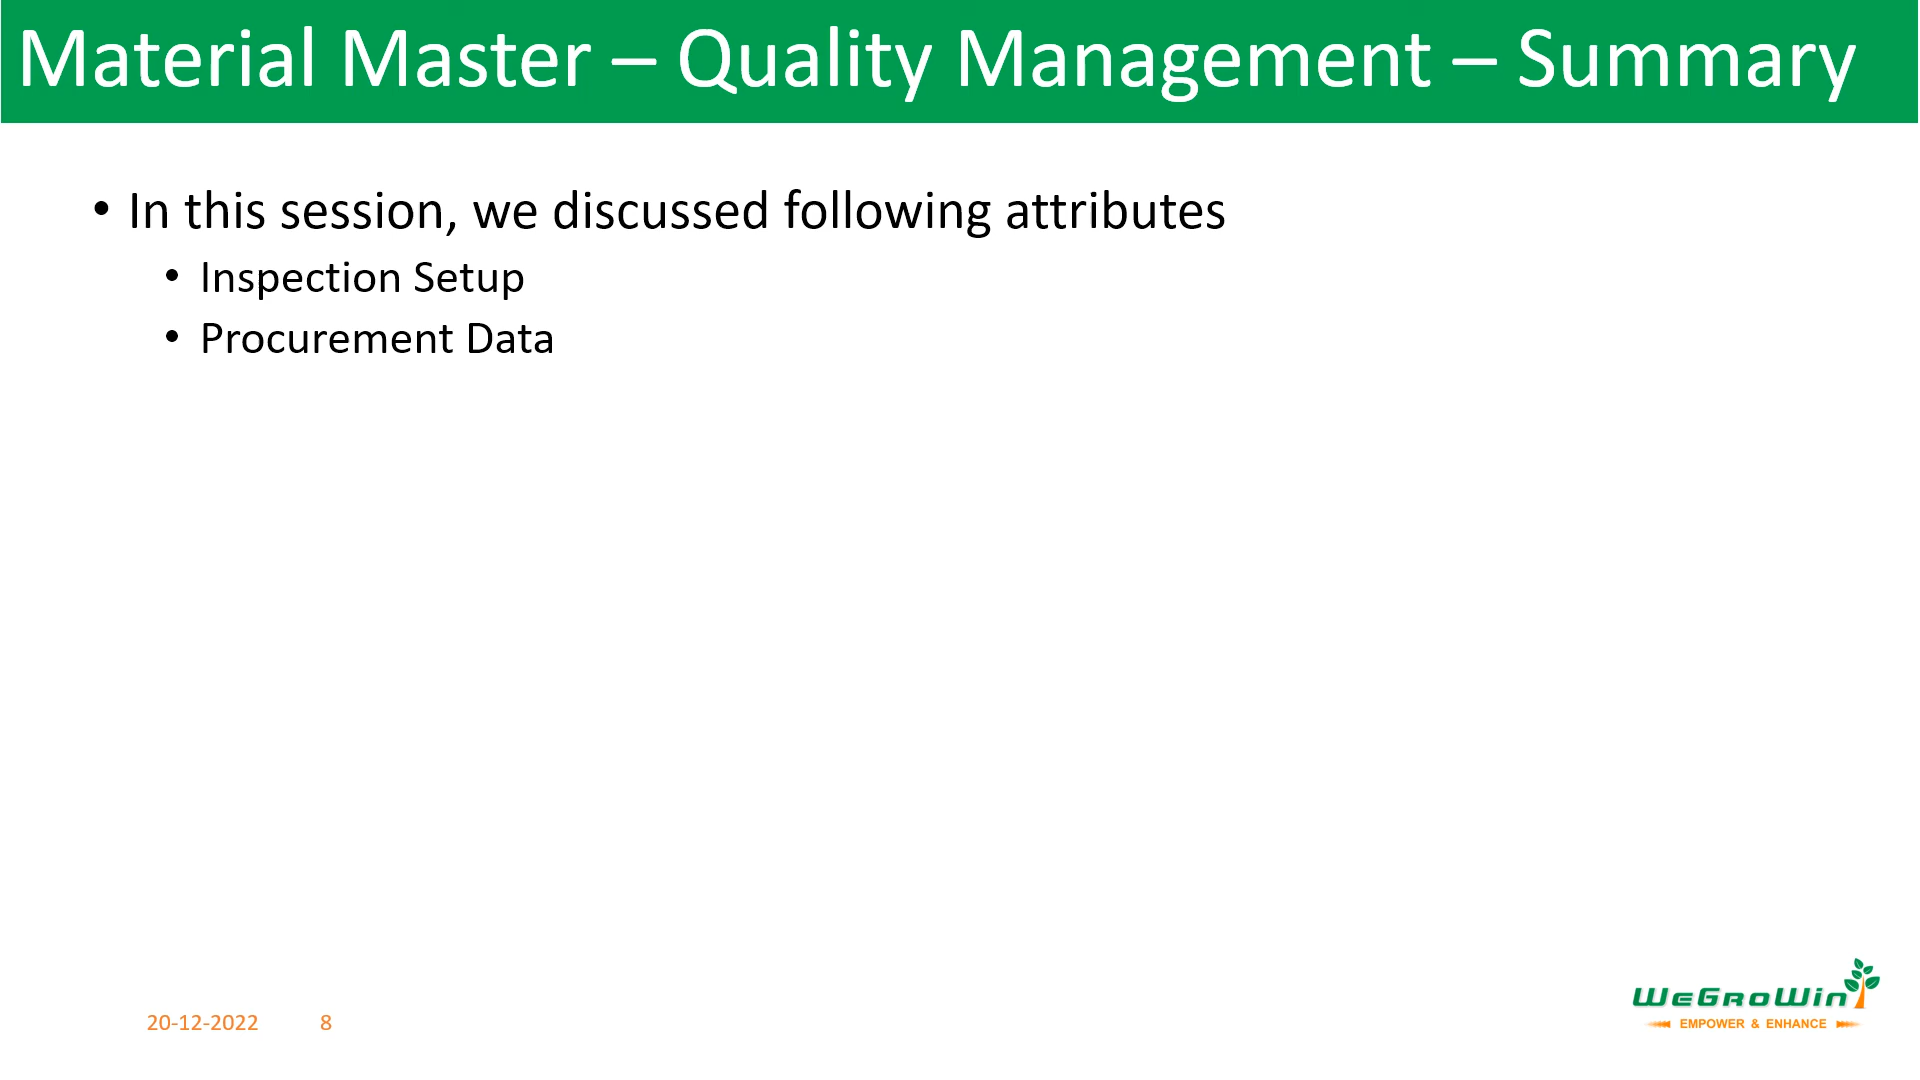 Material Master – Quality Management – Summary
• In this session, we discussed following attributes
• Inspection Setup
• Procurement Data
20-12-2022 8
WeGroWin
EMPOWER & ENHANCE